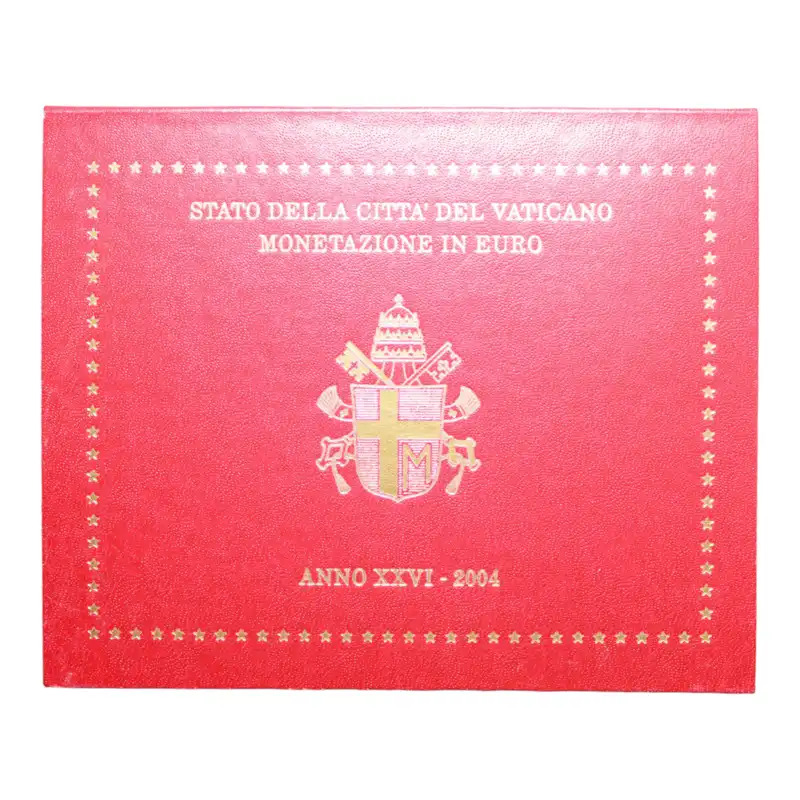 STATO DELLA CITTA' DEL VATICANO
MONETAZIONE IN EURO
M
ANNO XXVI - 2004